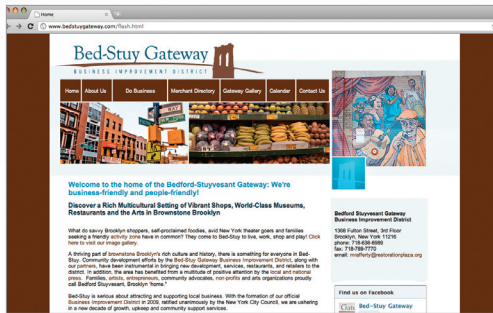 Home
www.bedstuygateway.com/flash.html
Bed-Stuy Gateway
BUSINESS IMPROVEMENT DISTRICT
Home About Us Do Business Merchant Directory Gateway Gallery Calendar Contact Us
Welcome to the home of the Bedford-Stuyvesant Gateway: We're
business-friendly and people-friendly!
Discover a Rich Multicultural Setting of Vibrant Shops, World-Class Museums,
Restaurants and the Arts in Brownstone Brooklyn
What do savvy Brooklyn shoppers, self-proclaimed foodies, avid New York theater goers and families
seeking a friendly activity zone have in common? They come to Bed-Stuy to live, work, shop and play! Click
here to visit our image gallery.
A thriving part of brownstone Brooklyn's rich culture and history, there is something for everyone in Bed-
Stuy. Community development efforts by the Bed-Stuy Gateway Business Improvement District, along with
our partners, have been instrumental in bringing new development, services, restaurants, and retailers to the
district. In addition, the area has benefited from a multitude of positive attention by the local and national
press. Families, artists, entrepreneurs, community advocates, non-profits and arts organizations proudly
call Bedford Stuyvesant, Brooklyn 'home.'
Bed-Stuy is serious about attracting and supporting local business. With the formation of our official
Business Improvement District in 2009, ratified unanimously by the New York City Council, we are ushering
in a new decade of growth, upkeep and community support services.
Bedford Stuyvesant Gateway
Business Improvement District
1368 Fulton Street, 3rd Floor
Brooklyn, New York 11216
phone: 718-636-6989
fax: 718-789-7770
email: mrafferty@restorationplaza.org
Find us on Facebook
Bed-Stuy Gateway